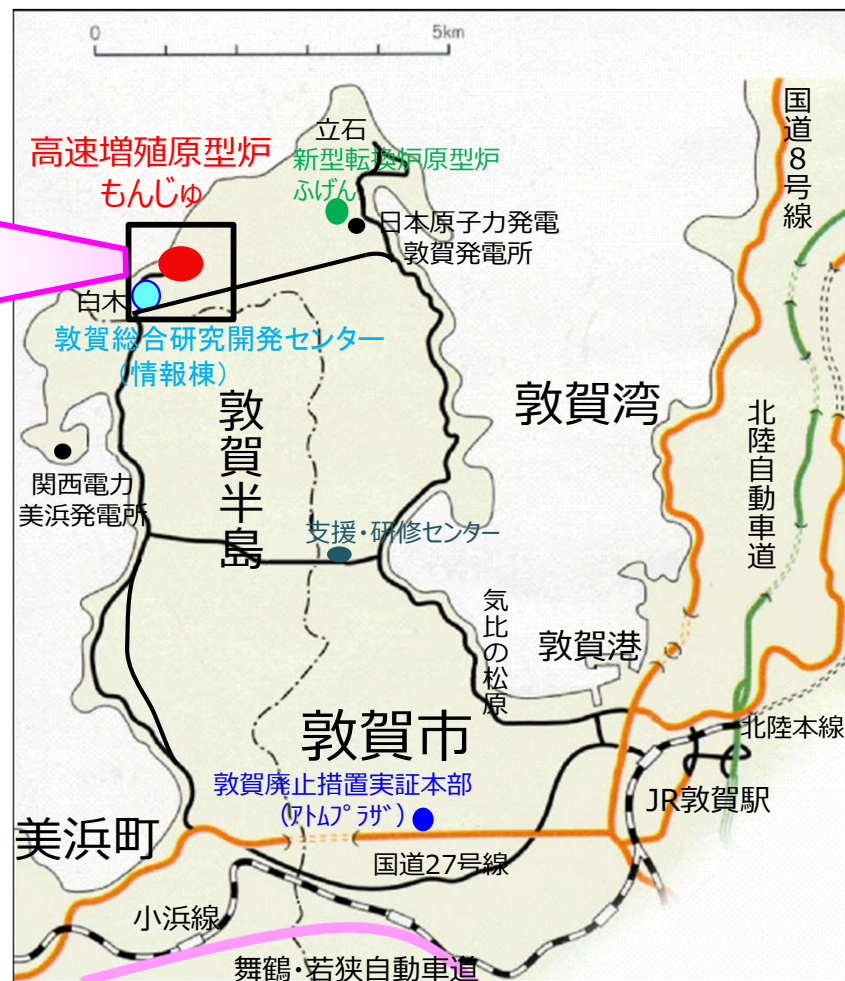 0
5km
国道8号線
立石
高速増殖原型炉
もんじゅ
新型転換炉原型炉
ふげん
日本原子力発電
敦賀発電所
白木
敦賀総合研究開発センター
(情報棟)
敦賀湾
敦賀半島
北陸自動車道
関西電力
美浜発電所
支援・研修センター
気比の松原
敦賀港
敦賀市
北陸本線
敦賀廃止措置実証本部
(ｱﾄﾑﾌﾟﾗｻﾞ)
JR敦賀駅
美浜町
国道27号線
小浜線
舞鶴・若狭自動車道